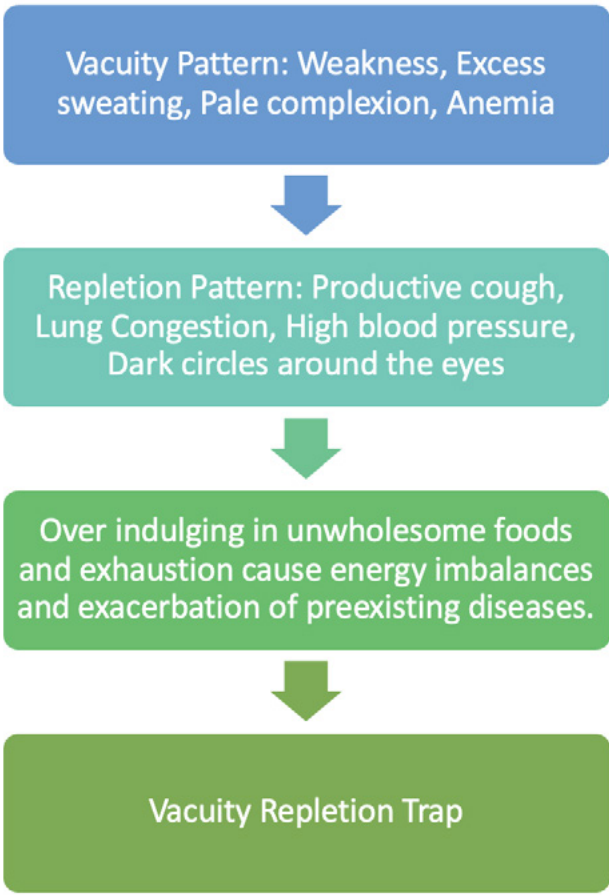 Vacuity Pattern: Weakness, Excess
sweating, Pale complexion, Anemia
Repletion Pattern: Productive cough,
Lung Congestion, High blood pressure,
Dark circles around the eyes
Over indulging in unwholesome foods
and exhaustion cause energy imbalances
and exacerbation of preexisting diseases.
Vacuity Repletion Trap